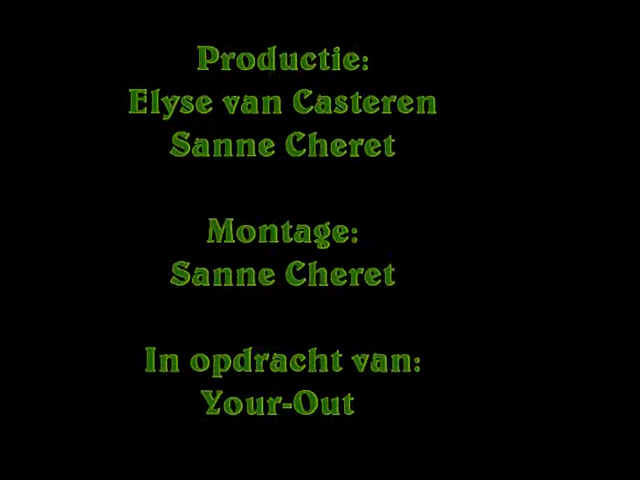 Productie:
Elyse van Casteren
Sanne Cheret
Montage:
Sanne Cheret
In opdracht van:
Your-Out